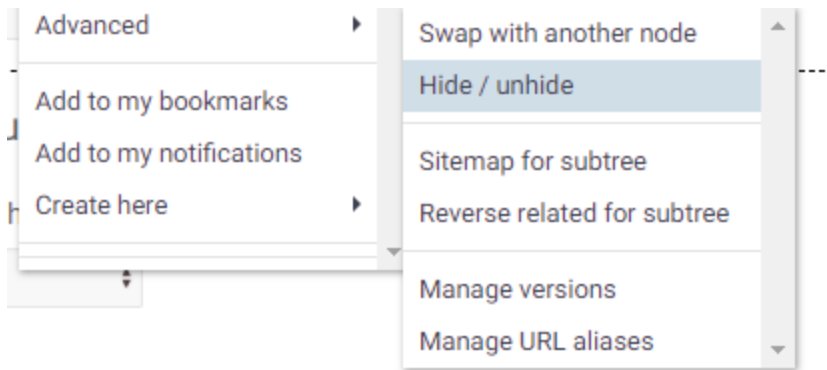 Advanced
Add to my bookmarks
Add to my notifications
Create here
Swap with another node
Hide / unhide
Sitemap for subtree
Reverse related for subtree
Manage versions
Manage URL aliases